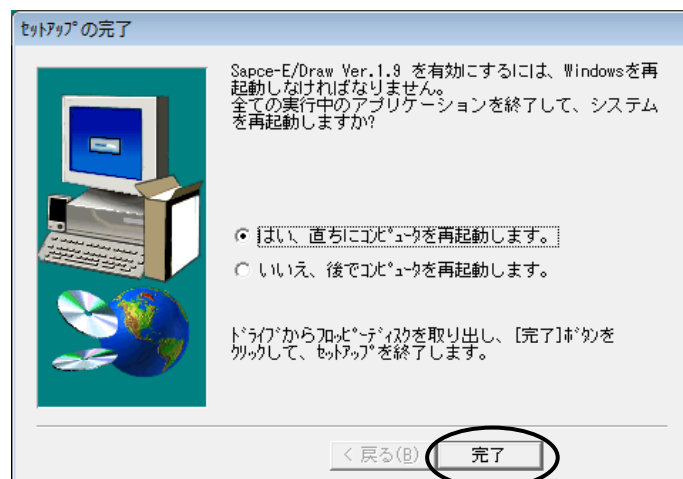 ｾｯﾄｱｯﾌﾟの完了
Sapce-E/Draw Ver.1.9 を有効にするには、Windowsを再
起動しなければなりません。
全ての実行中のアプリケーションを終了して、システム
を再起動しますか?
はい、直ちにｺﾝﾋﾟｭｰﾀを再起動します。
いいえ、後でｺﾝﾋﾟｭｰﾀを再起動します。
ﾄﾞﾗｲﾌﾞからﾌﾛｯﾋﾟｰﾃﾞｨｽｸを取り出し、[完了]ﾎﾞﾀﾝを
ｸﾘｯｸして、ｾｯﾄｱｯﾌﾟを終了します。
< 戻る(B) 完了